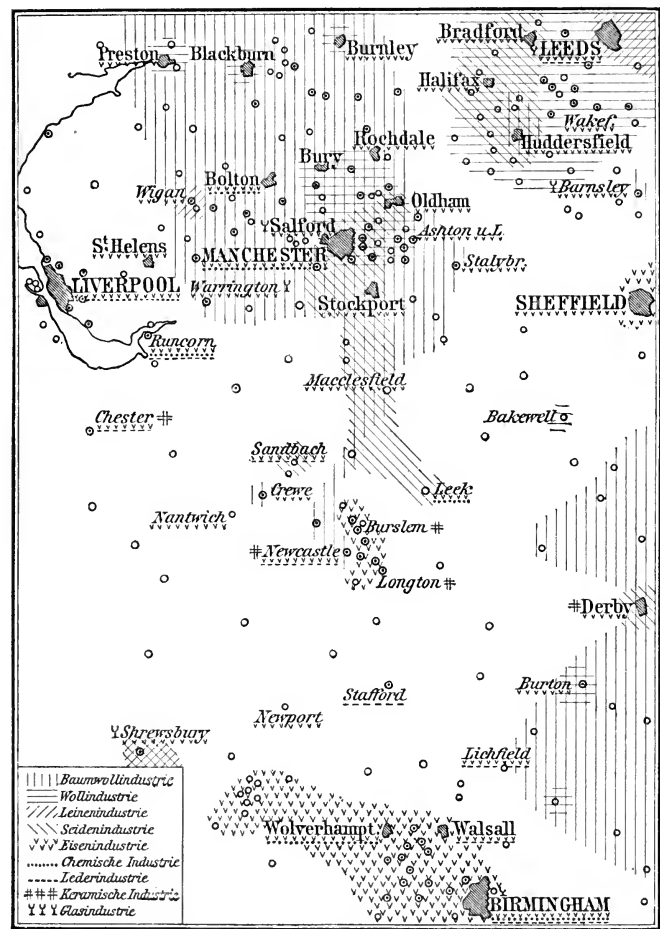 Bradford
LEEDS
Preston
Blackburn
Burnley
Halifax
Wakef.
Huddersfield
Rochdale
Bury
Bolton
Wigan
Barnsley
Oldham
Salford
Ashton u.L.
St Helens
MANCHESTER
Stalybr.
LIVERPOOL
Warrington
Stockport
SHEFFIELD
Runcorn
Macclesfield
Chester
Bakewell
Sandbach
Crewe
Leek
Nantwich
Burslem
Newcastle
Longton
Derby
Burton
Stafford
Newport
Shrewsbury
Lichfield
Baumwollindustrie
Wollindustrie
Leinenindustrie
Seidenindustrie
Eisenindustrie
Chemische Industrie
Lederindustrie
Keramische Industrie
Glasindustrie
Wolverhampt.
Walsall
BIRMINGHAM